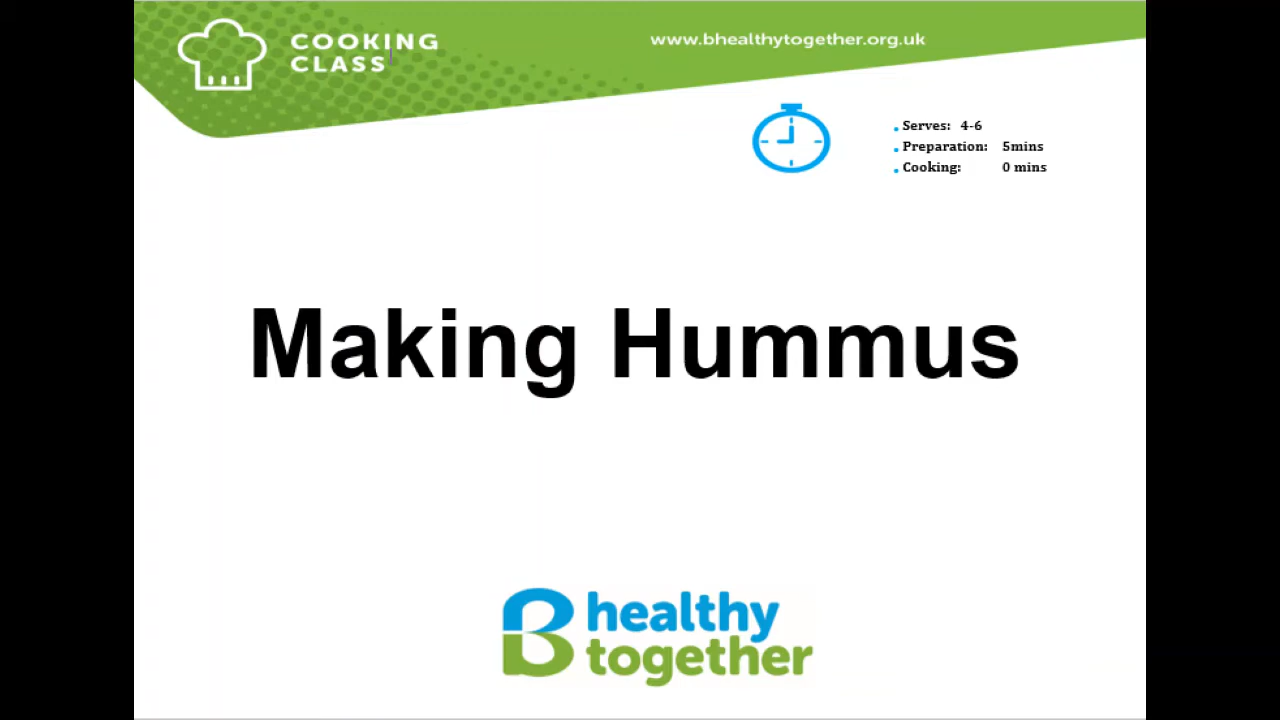 COOKING
CLASS
www.bhealthytogether.org.uk
Serves: 4-6
Preparation: 5mins
Cooking: 0 mins
Making Hummus
B healthy
together